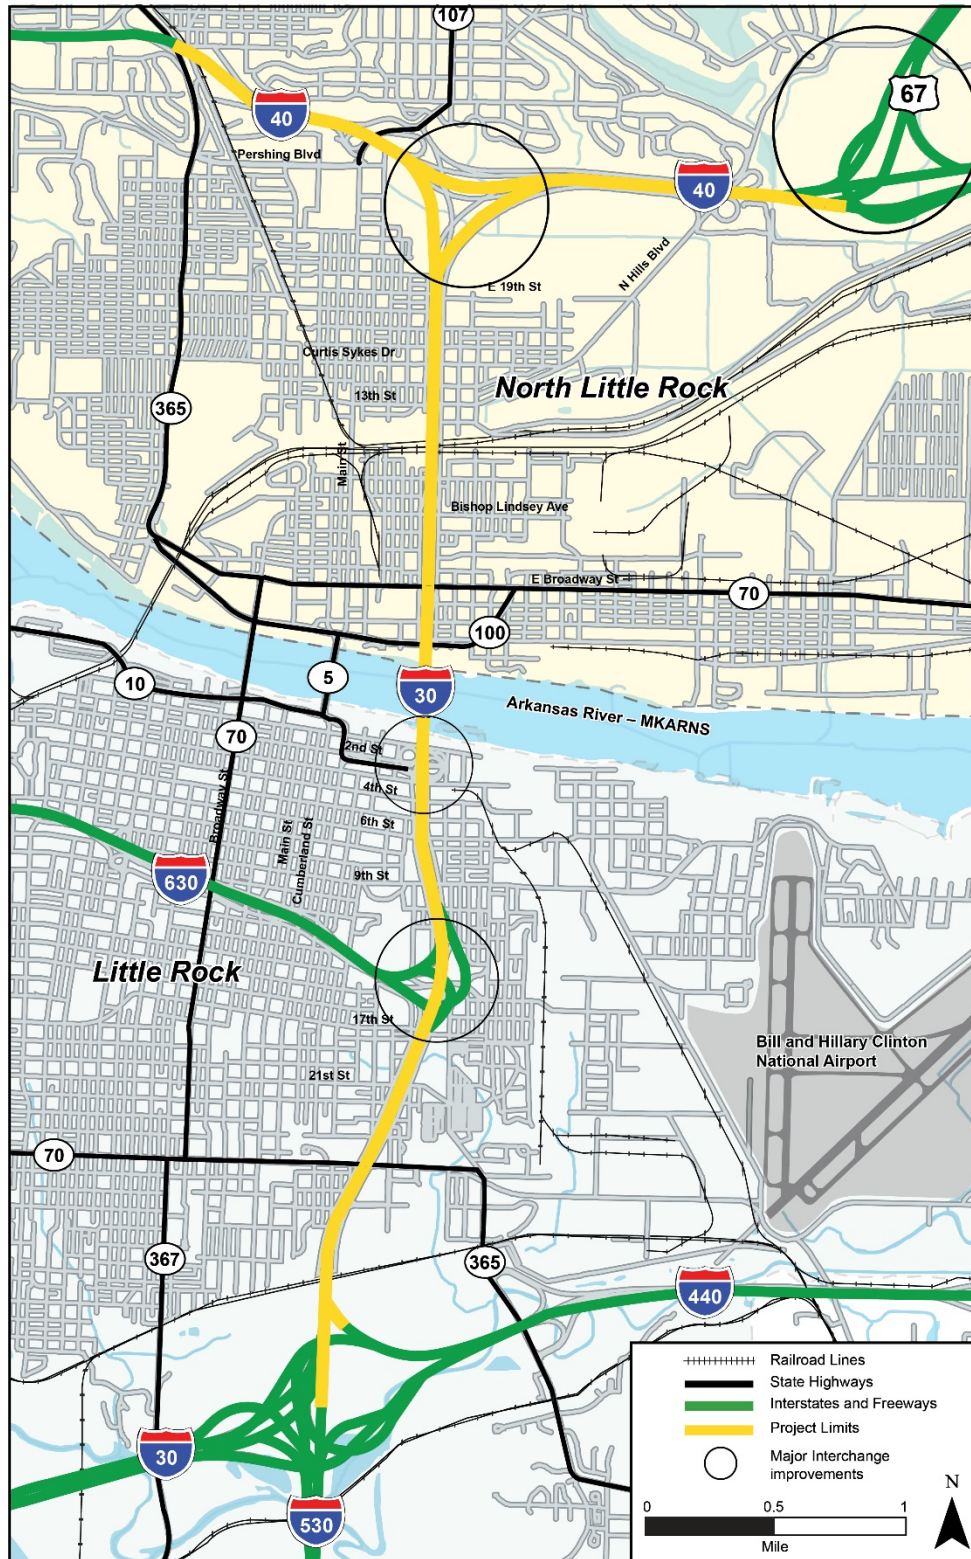 107
67
40
Pershing Blvd
40
N Hills Blvd
E 19th St
Curtis Sykes Dr
North Little Rock
13th St
365
Main St
Bishop Lindsey Ave
E Broadway St
70
100
10
5
30
Arkansas River – MKARNS
70
2nd St
4th St
Broadway St
6th St
Main St
Cumberland St
630
9th St
Little Rock
17th St
Bill and Hillary Clinton
National Airport
21st St
70
367
365
440
30
530
Railroad Lines
State Highways
Interstates and Freeways
Project Limits
Major Interchange
improvements
N
0 0.5 1
Mile